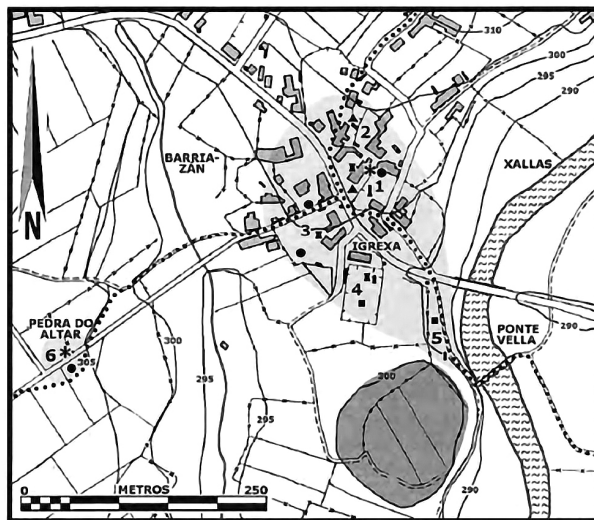 310
300
295
290
2
BARRIA-
ZÁN
XALLAS
1
N
3
IGREXA
4
PEDRA DO
ALTAR
6
305
300
295
300
5
PONTE
VELLA
290
295
290
0 METROS 250